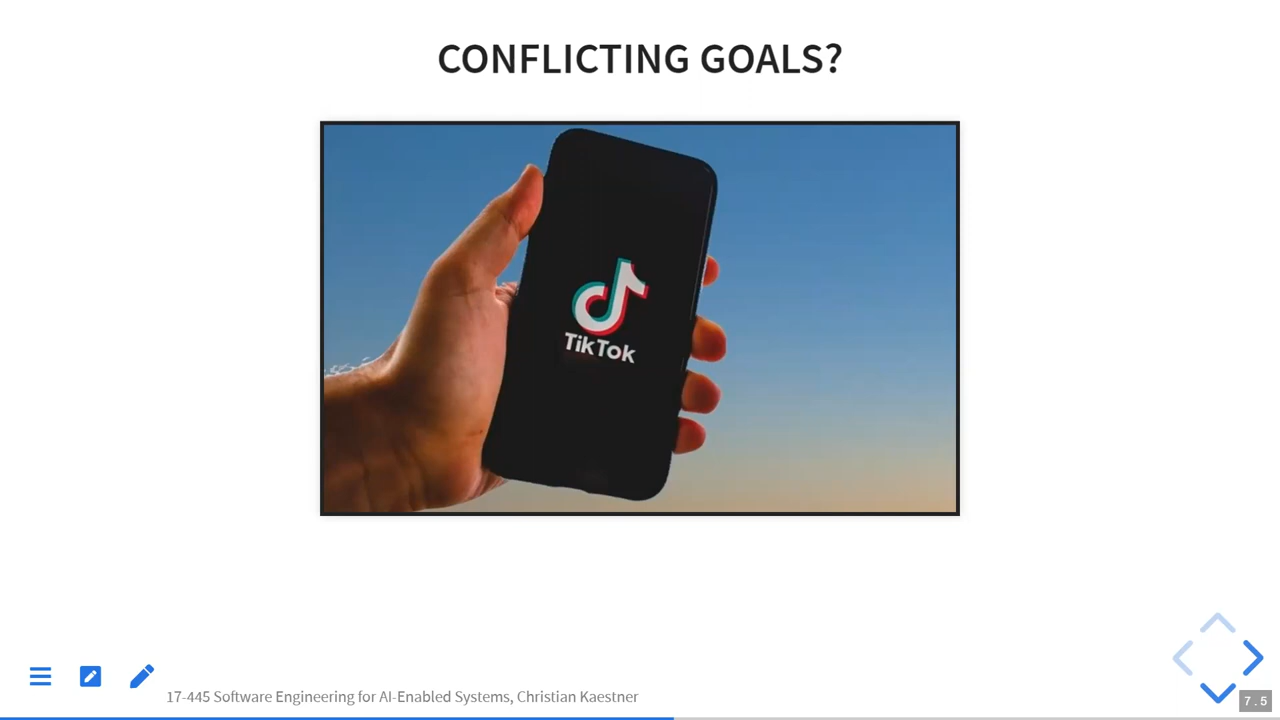 CONFLICTING GOALS?
TikTok
17-445 Software Engineering for AI-Enabled Systems, Christian Kaestner
7 . 5